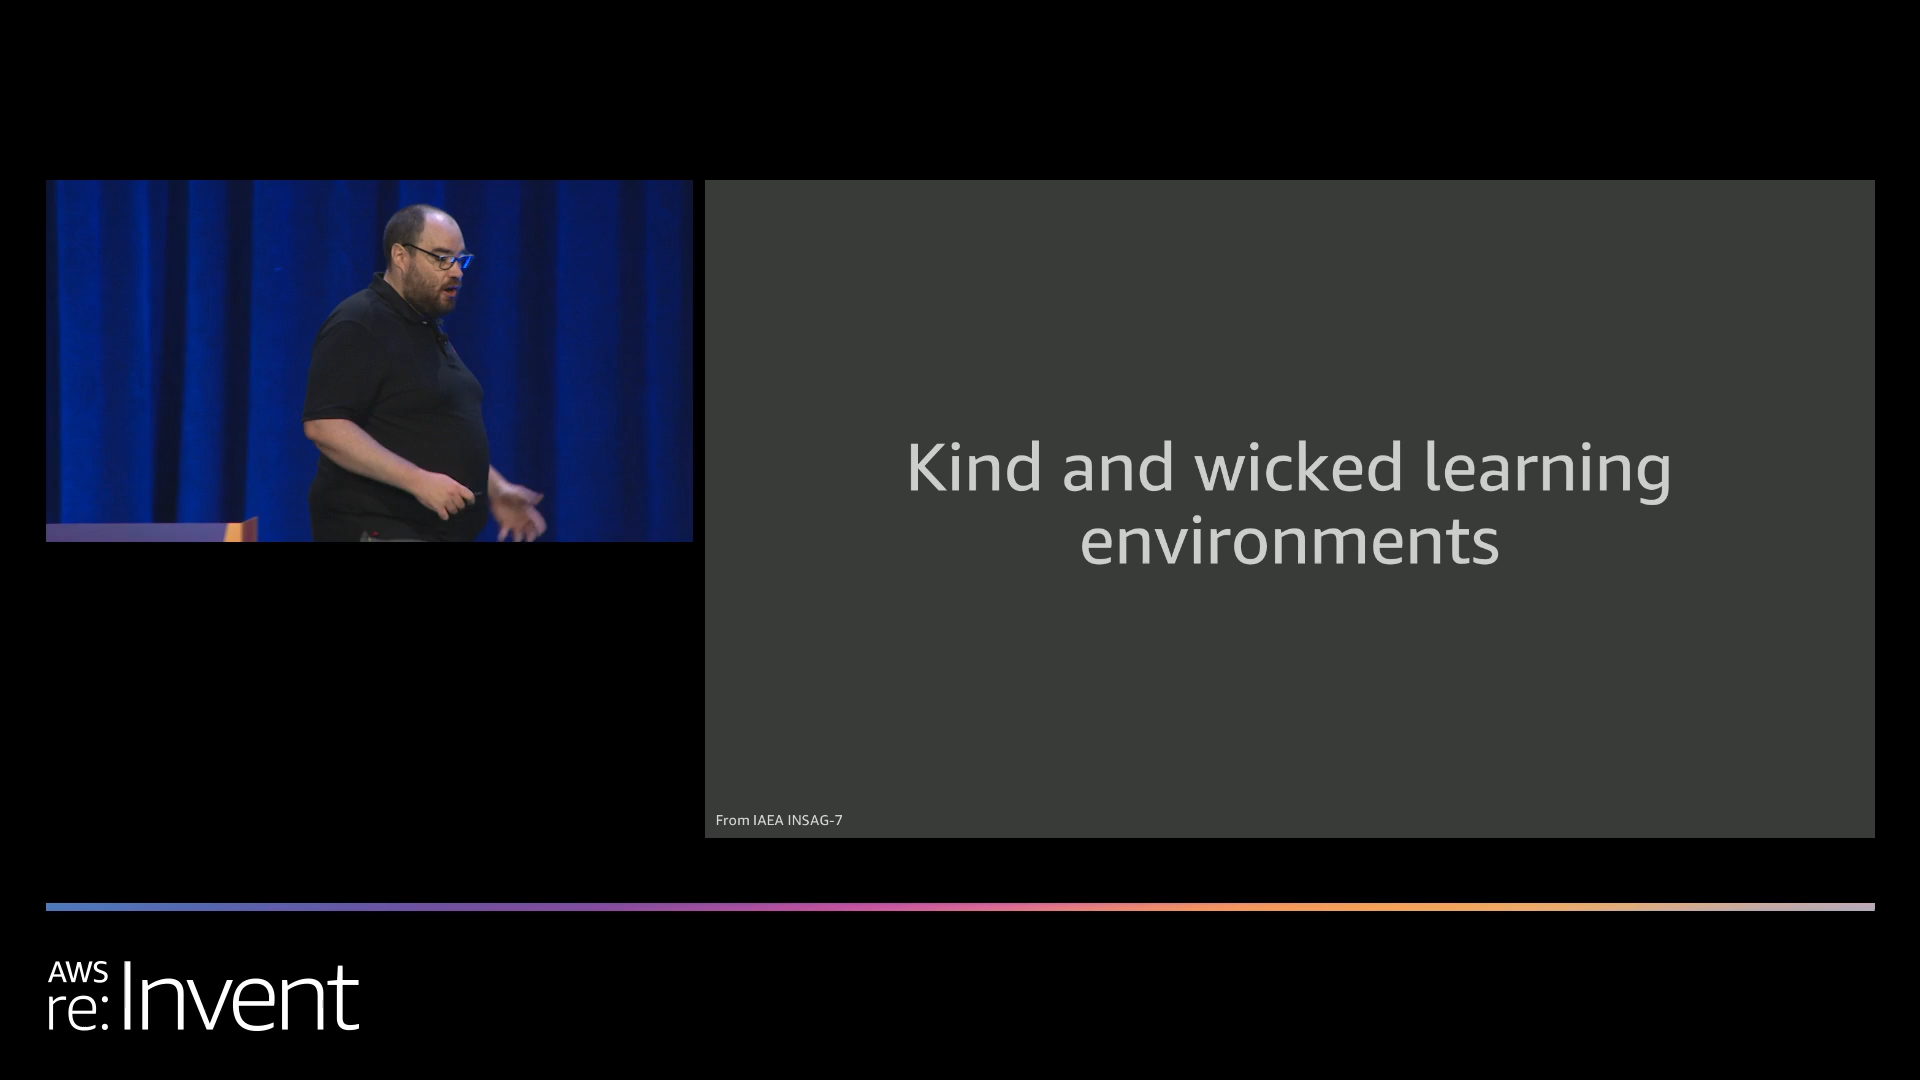 Kind and wicked learning
environments
From IAEA INSAG-7
AWS
re:Invent